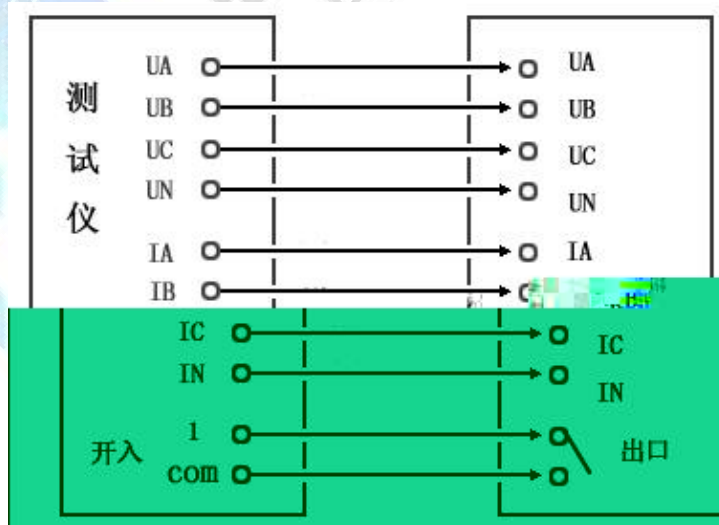 测试仪
UA UA
UB UB
UC UC
UN UN
IA IA
IB
IC IC
IN IN
开入 1 出口
com